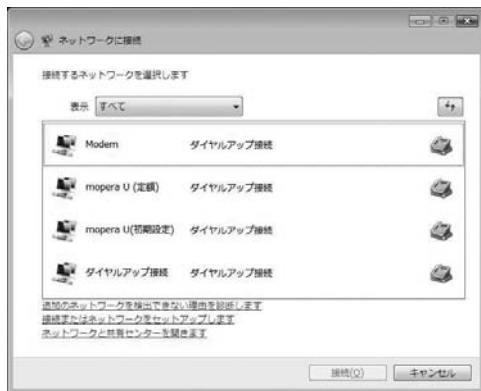 ネットワークに接続
接続するネットワークを選択します
表示 すべて
Modem ダイヤルアップ接続
mopera U (定額) ダイヤルアップ接続
mopera U(初期設定) ダイヤルアップ接続
ダイヤルアップ接続 ダイヤルアップ接続
追加のネットワークを検出できない理由を診断します
接続またはネットワークをセットアップします
ネットワークと共有センターを開きます
接続(O) キャンセル